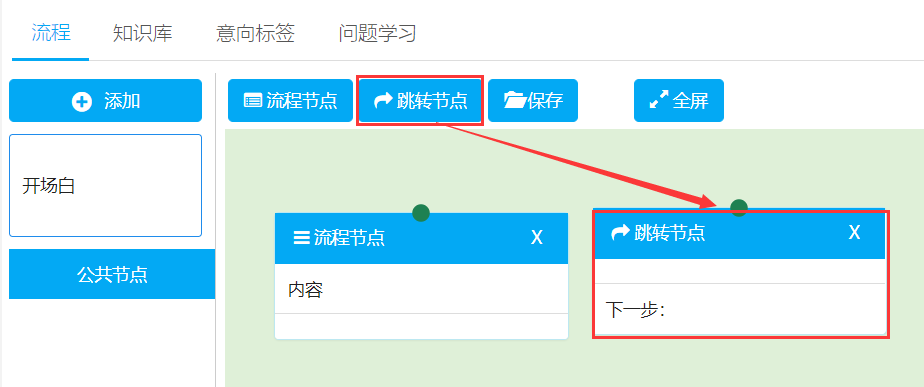 流程 知识库 意向标签 问题学习
添加 流程节点 跳转节点 保存 全屏
开场白
公共节点
流程节点 X
内容
跳转节点 X
下一步：